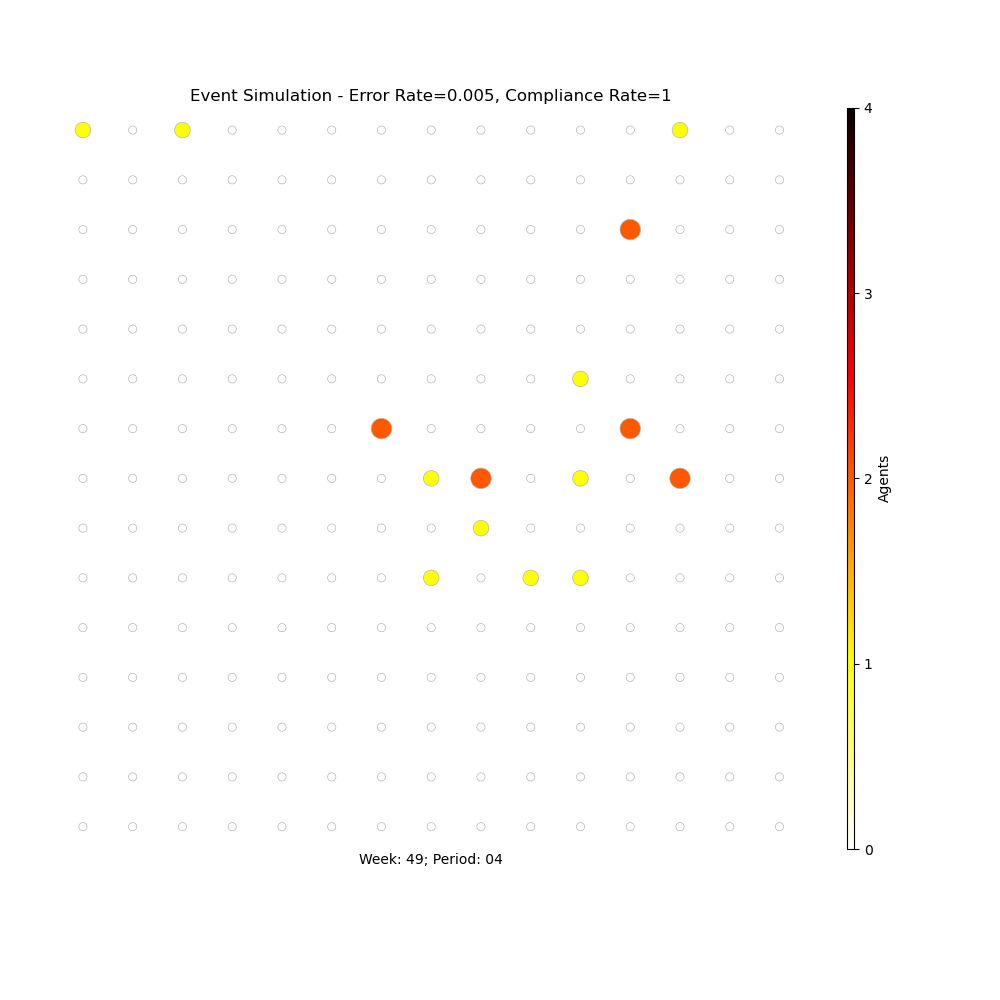 Event Simulation - Error Rate=0.005, Compliance Rate=1
4
3
2
1
0
Agents
Week: 49; Period: 04